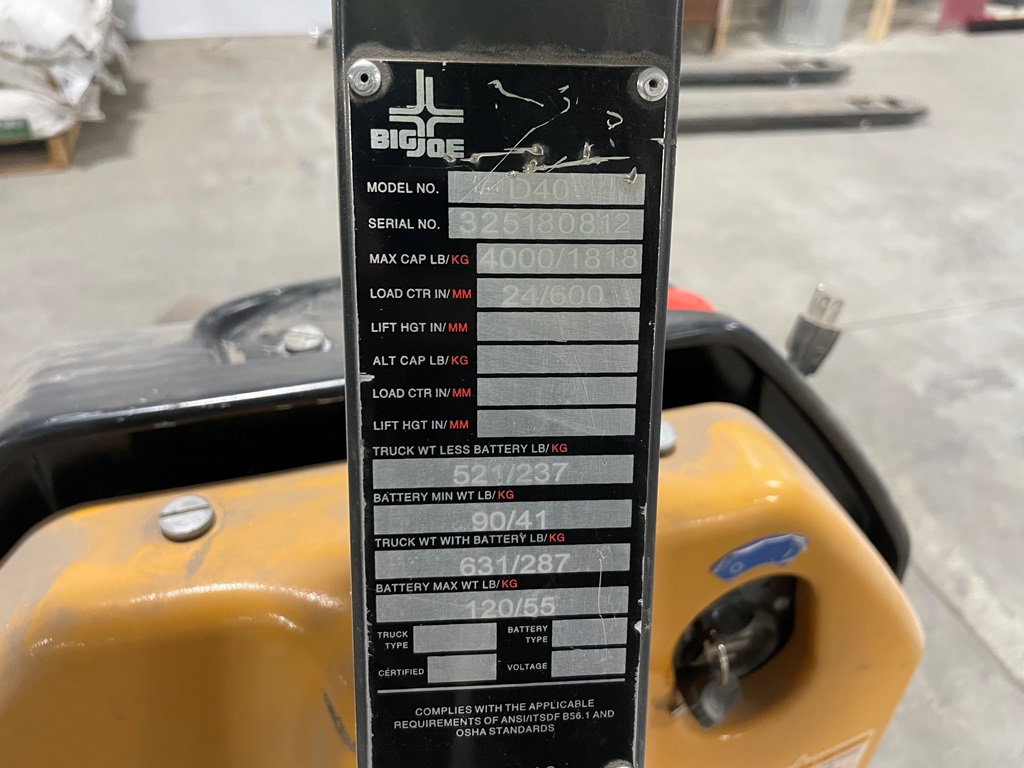 BIG JOE
MODEL NO. D40
SERIAL NO. 325180812
MAX CAP LB/KG 4000/1818
LOAD CTR IN/MM 24/600
LIFT HGT IN/MM
ALT CAP LB/KG
LOAD CTR IN/MM
LIFT HGT IN/MM
TRUCK WT LESS BATTERY LB/KG
521/237
BATTERY MIN WT LB/KG
90/41
TRUCK WT WITH BATTERY LB/KG
631/287
BATTERY MAX WT LB/KG
120/55
TRUCK TYPE BATTERY TYPE
CERTIFIED VOLTAGE
COMPLIES WITH THE APPLICABLE
REQUIREMENTS OF ANSI/ITSDF B56.1 AND
OSHA STANDARDS